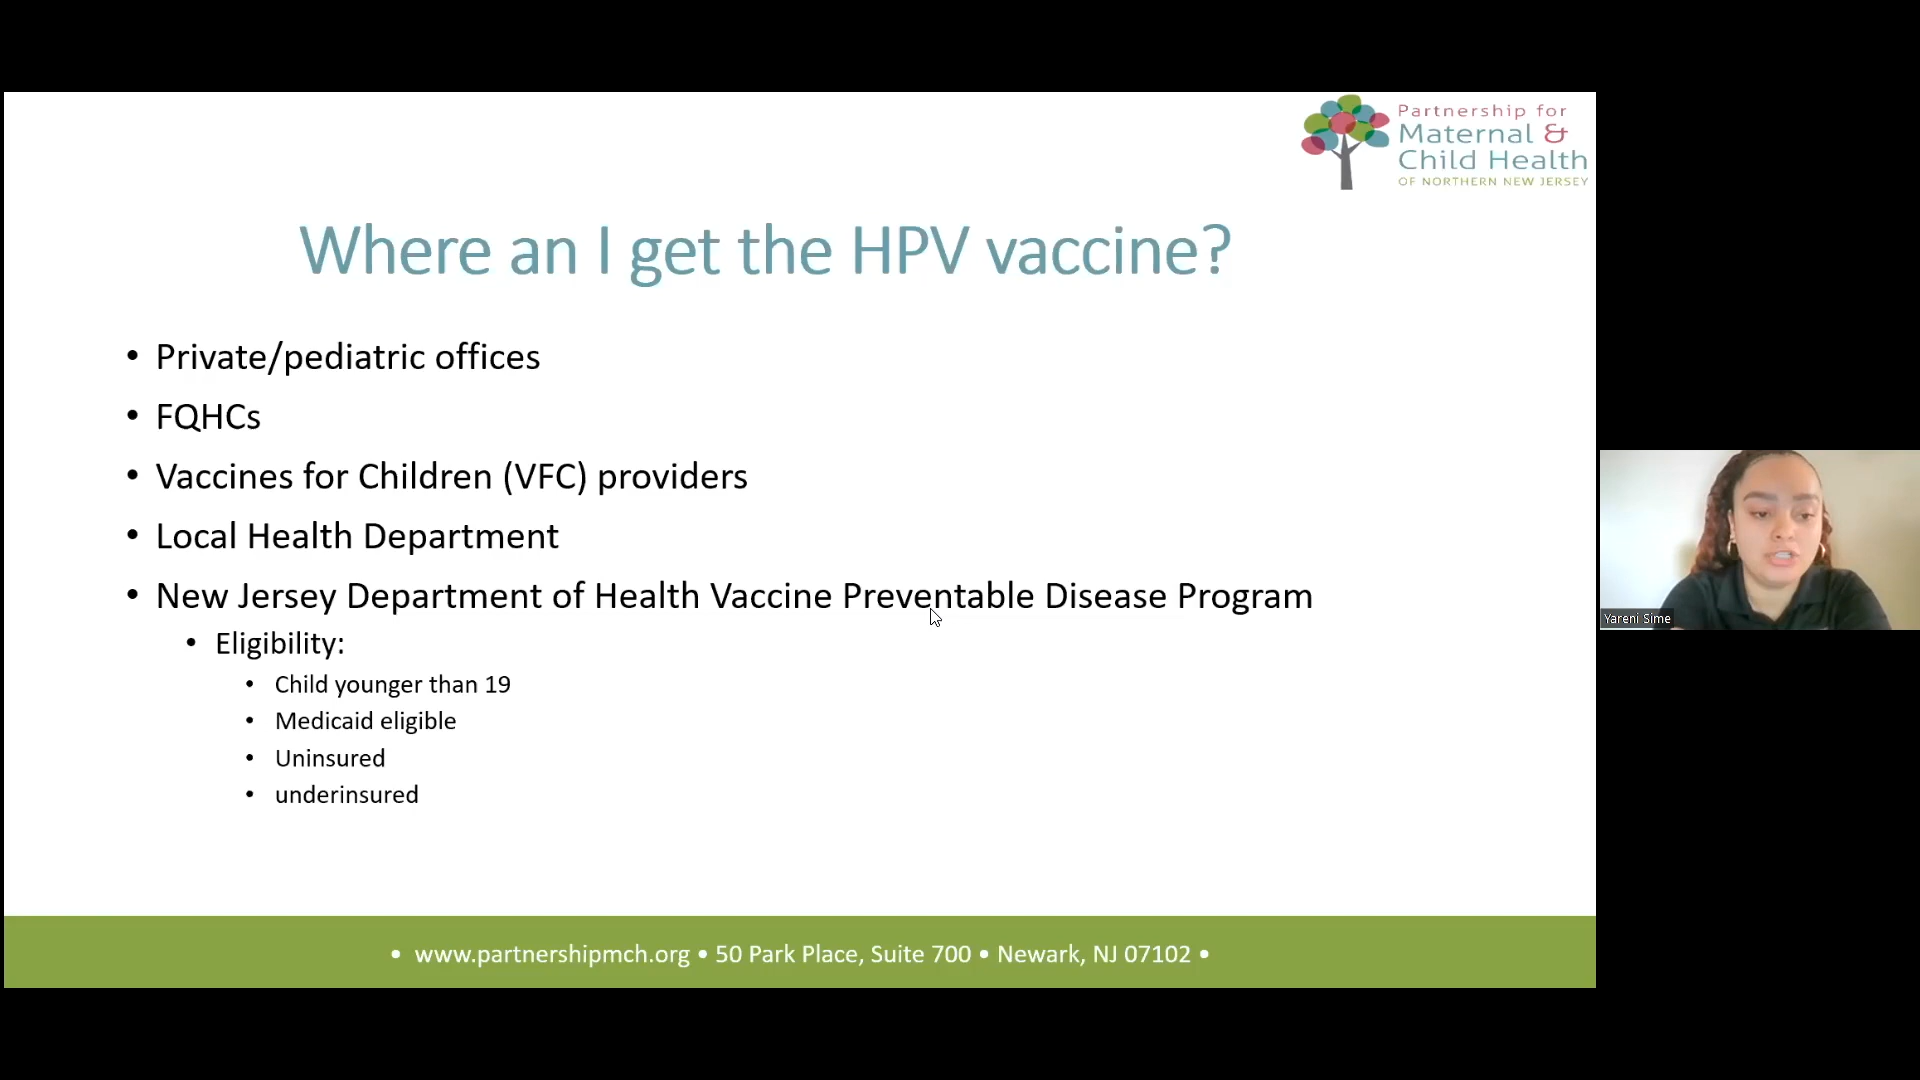 Partnership for
Maternal &
Child Health
OF NORTHERN NEW JERSEY
Where an I get the HPV vaccine?
• Private/pediatric offices
• FQHCs
• Vaccines for Children (VFC) providers
• Local Health Department
• New Jersey Department of Health Vaccine Preventable Disease Program
• Eligibility:
• Child younger than 19
• Medicaid eligible
• Uninsured
• underinsured
Yareni Sime
• www.partnershipmch.org • 50 Park Place, Suite 700 • Newark, NJ 07102 •